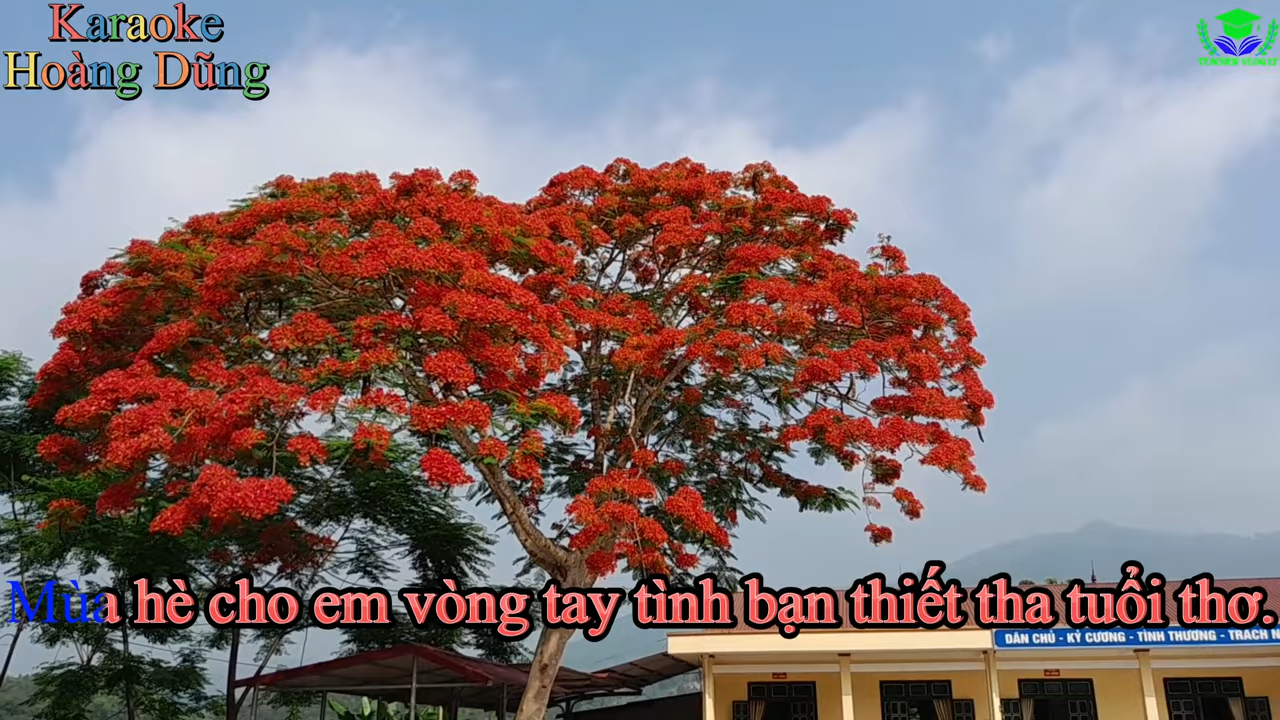 Karaoke
Hoàng Dũng
Mùa hè cho em vòng tay tình bạn thiết tha tuổi thơ.
DÂN CHỦ - KỶ CƯƠNG - TÌNH THƯƠNG - TRÁCH N